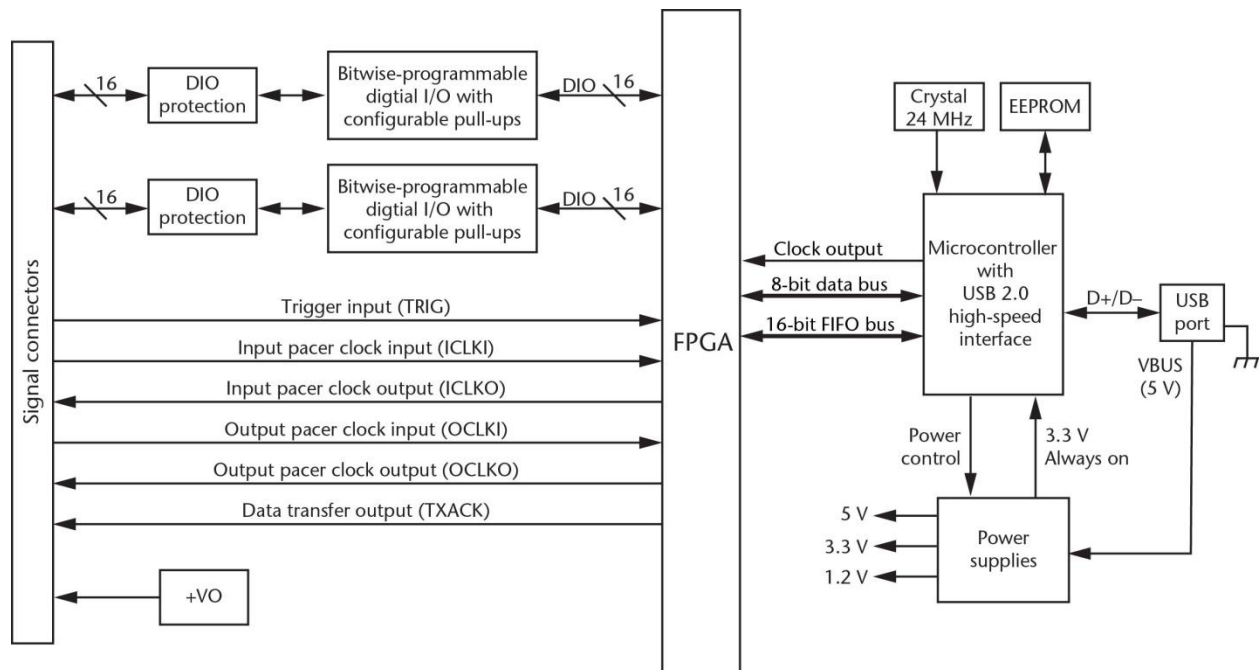 16
DIO
protection
Bitwise-programmable
digtial I/O with
configurable pull-ups
DIO
16
16
DIO
protection
Bitwise-programmable
digtial I/O with
configurable pull-ups
DIO
16
Signal connectors
Trigger input (TRIG)
Input pacer clock input (ICLKI)
Input pacer clock output (ICLKO)
Output pacer clock input (OCLKI)
Output pacer clock output (OCLKO)
Data transfer output (TXACK)
+VO
FPGA
Crystal
24 MHz
EEPROM
Clock output
8-bit data bus
16-bit FIFO bus
Microcontroller
with
USB 2.0
high-speed
interface
D+/D–
USB
port
VBUS
(5 V)
Power
control
3.3 V
Always on
5 V
3.3 V
1.2 V
Power
supplies